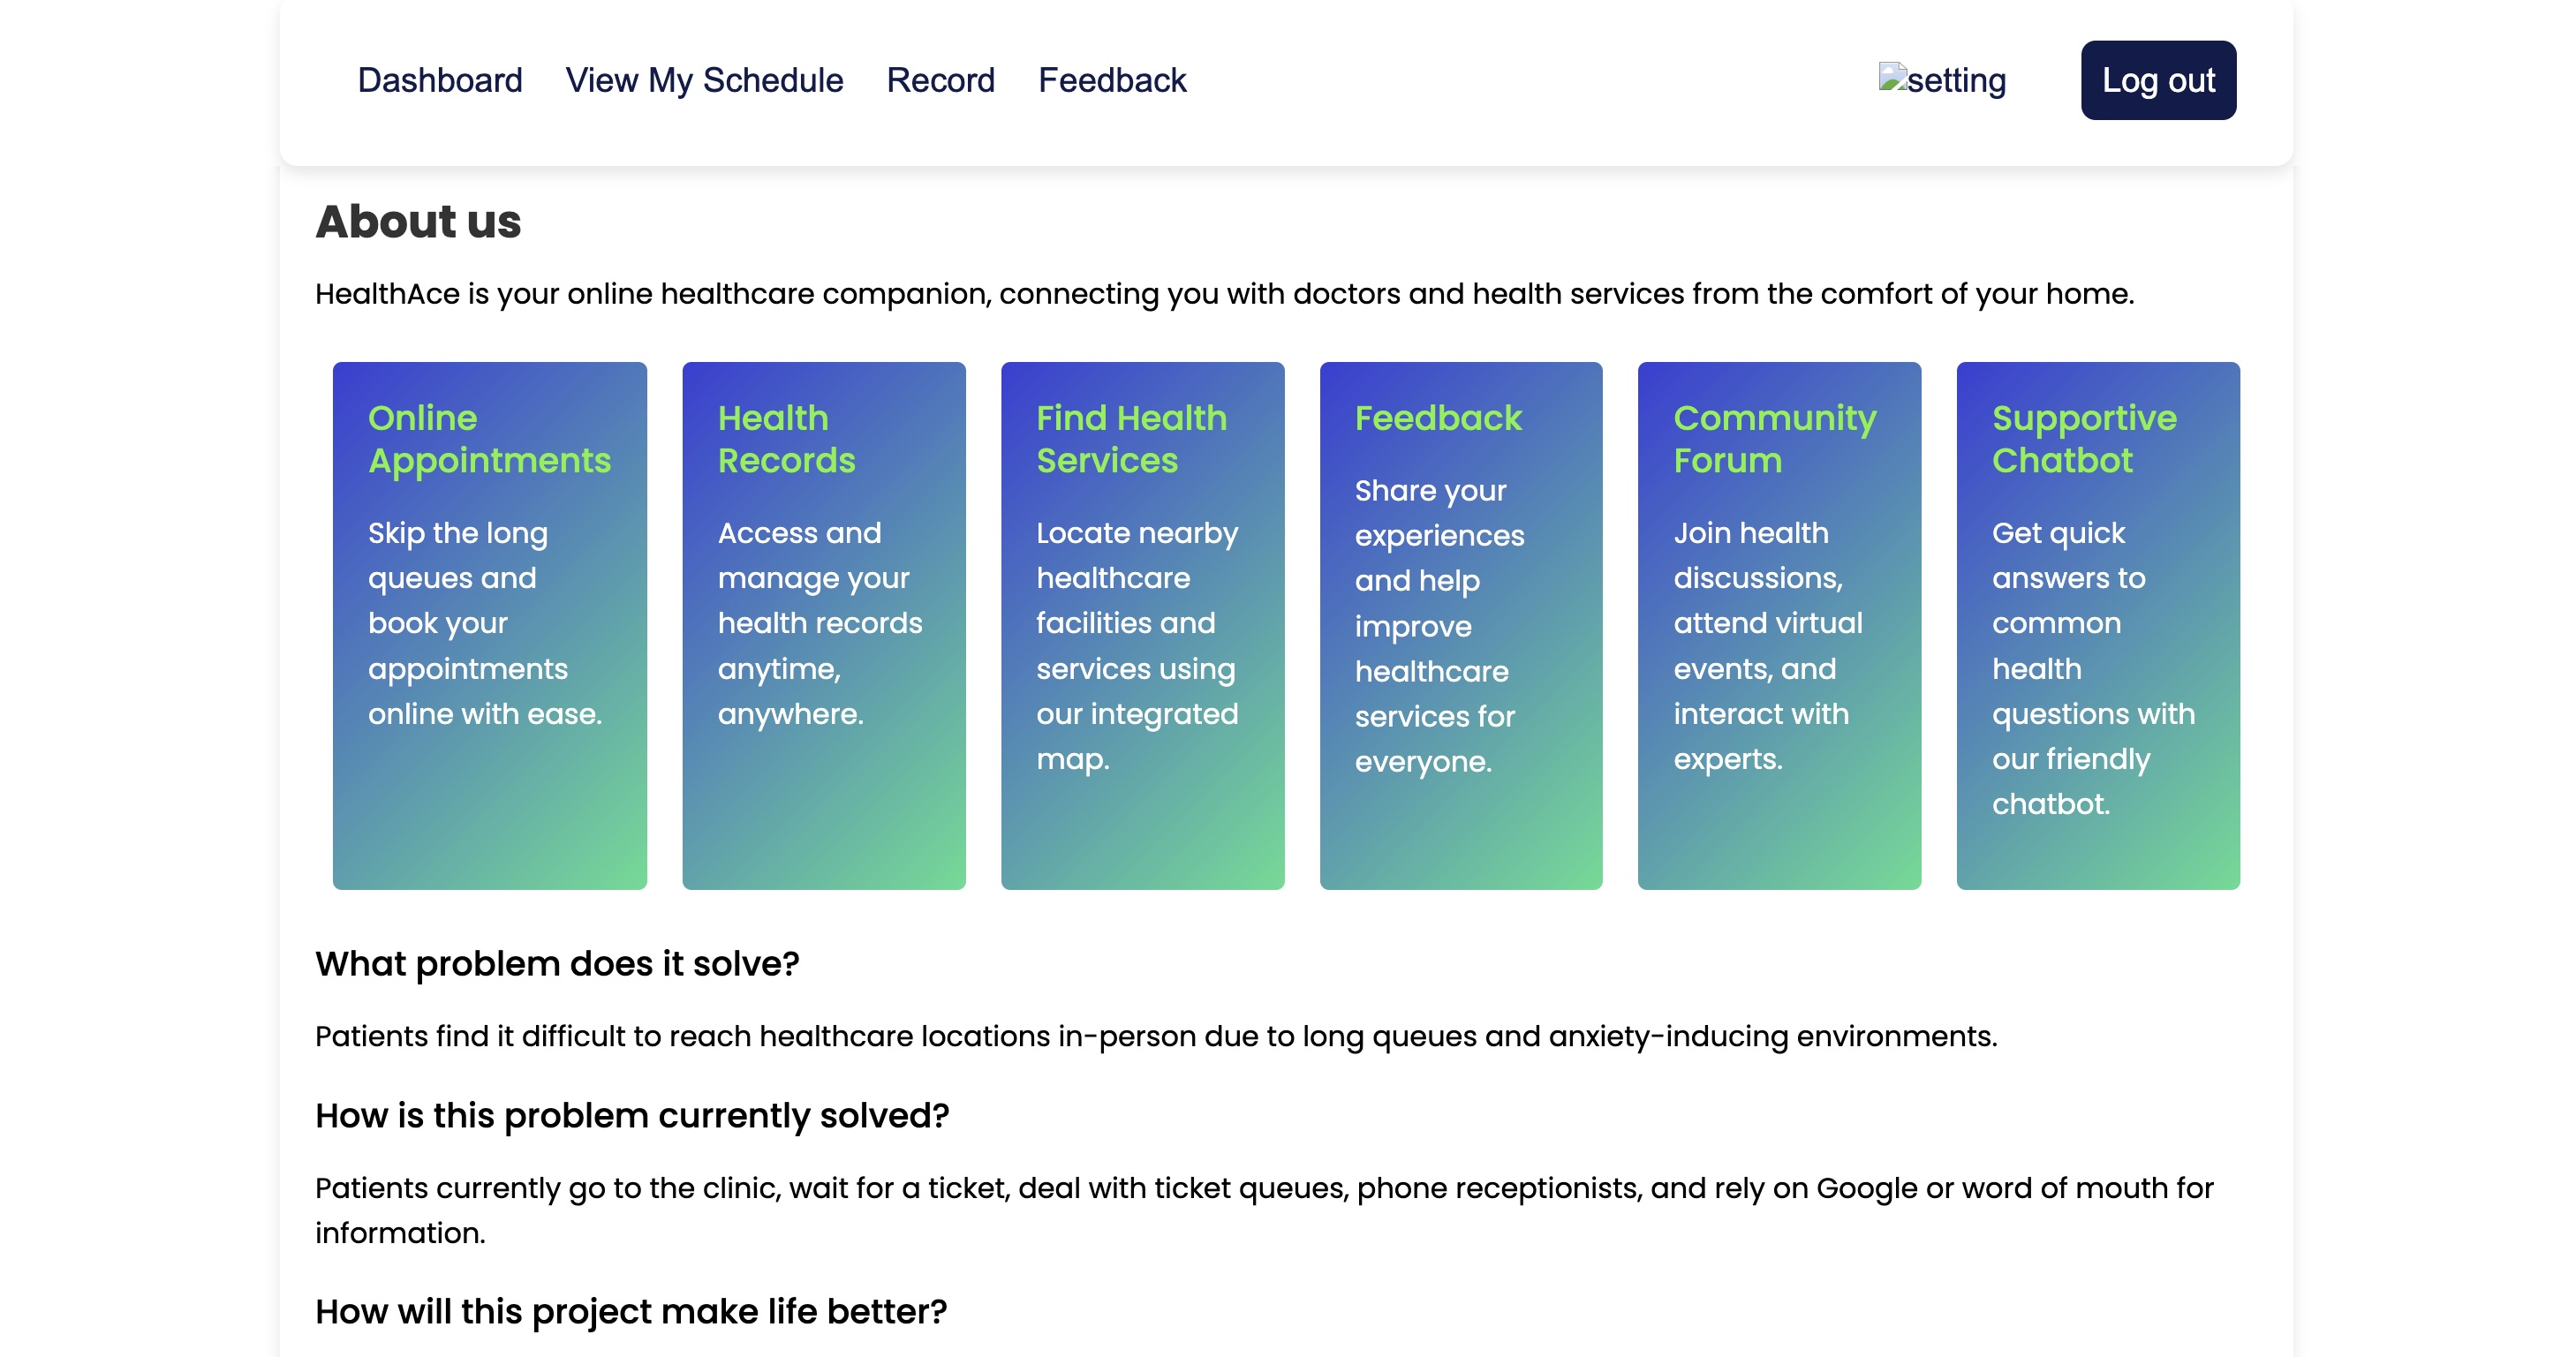 Dashboard View My Schedule Record Feedback setting Log out
About us
HealthAce is your online healthcare companion, connecting you with doctors and health services from the comfort of your home.
Online
Appointments
Skip the long
queues and
book your
appointments
online with ease.
Health
Records
Access and
manage your
health records
anytime,
anywhere.
Find Health
Services
Locate nearby
healthcare
facilities and
services using
our integrated
map.
Feedback
Share your
experiences
and help
improve
healthcare
services for
everyone.
Community
Forum
Join health
discussions,
attend virtual
events, and
interact with
experts.
Supportive
Chatbot
Get quick
answers to
common
health
questions with
our friendly
chatbot.
What problem does it solve?
Patients find it difficult to reach healthcare locations in-person due to long queues and anxiety-inducing environments.
How is this problem currently solved?
Patients currently go to the clinic, wait for a ticket, deal with ticket queues, phone receptionists, and rely on Google or word of mouth for
information.
How will this project make life better?